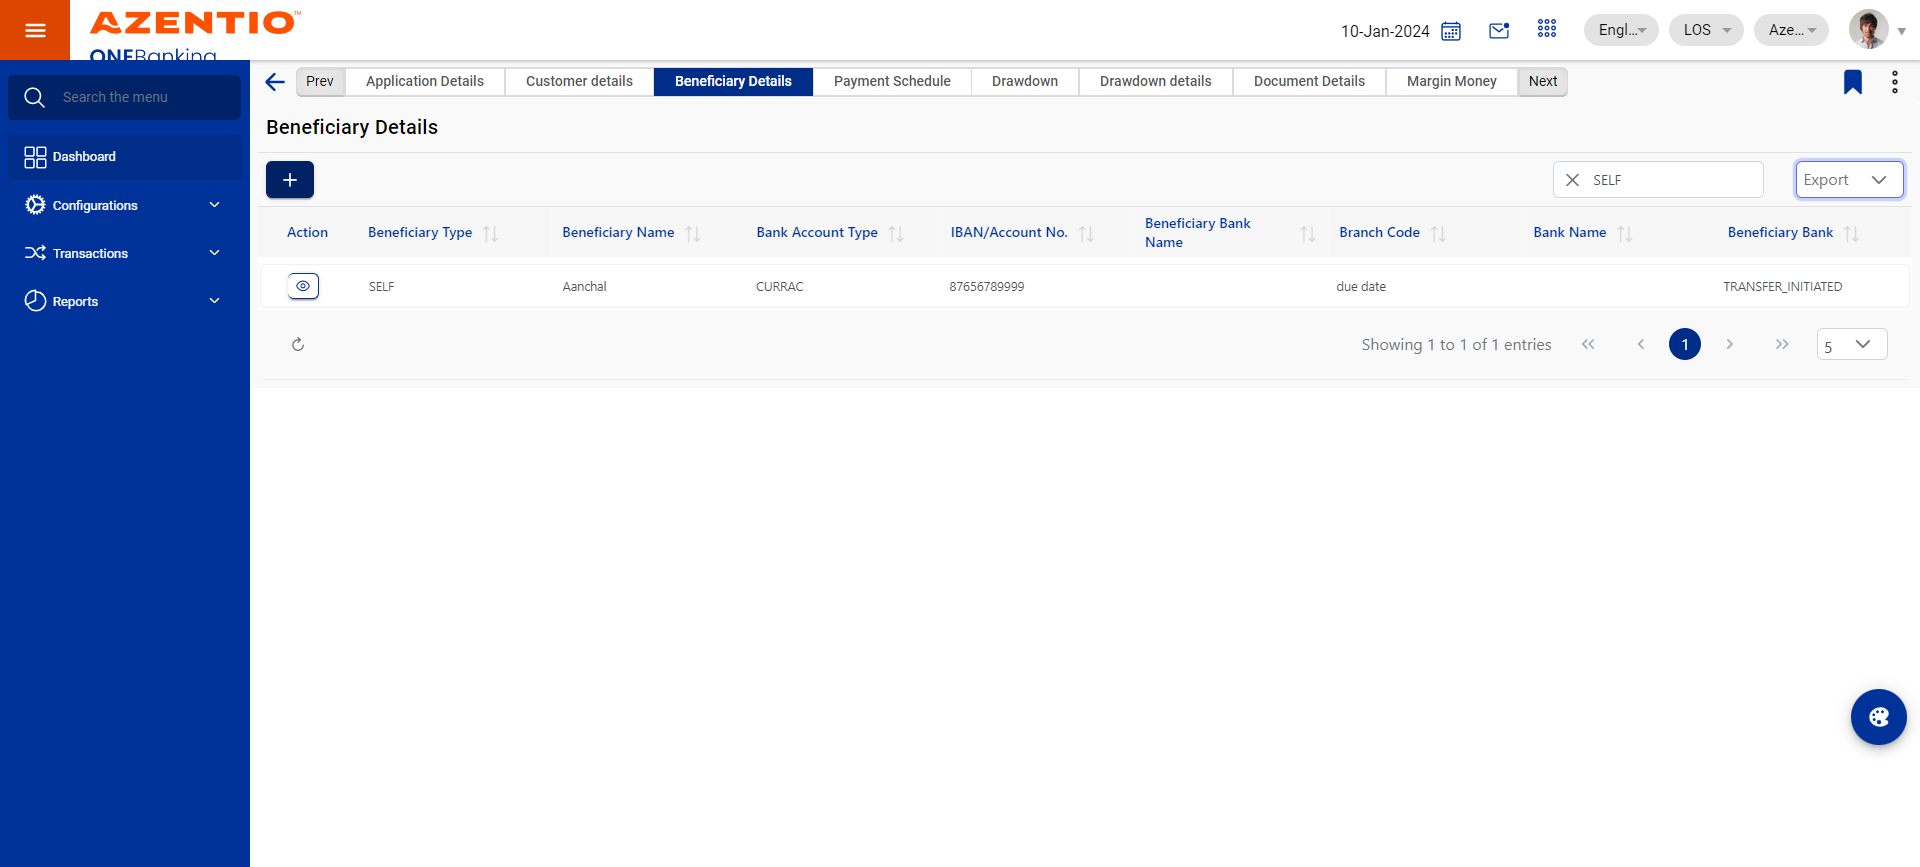 AZENTIO™
ONEBanking
10-Jan-2024
Engl...
LOS
Aze...
Search the menu
Dashboard
Configurations
Transactions
Reports
Prev
Application Details
Customer details
Beneficiary Details
Payment Schedule
Drawdown
Drawdown details
Document Details
Margin Money
Next
Beneficiary Details
SELF
Export
Action
Beneficiary Type
Beneficiary Name
Bank Account Type
IBAN/Account No.
Beneficiary Bank
Name
Branch Code
Bank Name
Beneficiary Bank
SELF
Aanchal
CURRAC
87656789999
due date
TRANSFER_INITIATED
Showing 1 to 1 of 1 entries
1
5